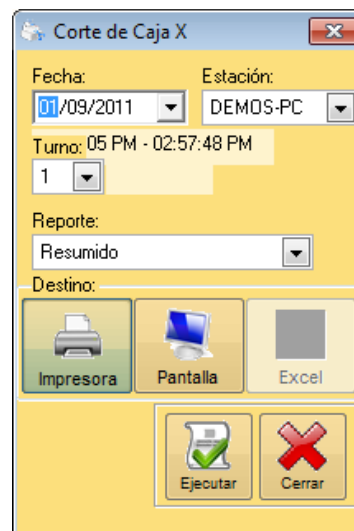 Corte de Caja X
Fecha: Estación:
01/09/2011 DEMOS-PC
Turno: 05 PM - 02:57:48 PM
1
Reporte:
Resumido
Destino:
Impresora Pantalla Excel
Ejecutar Cerrar